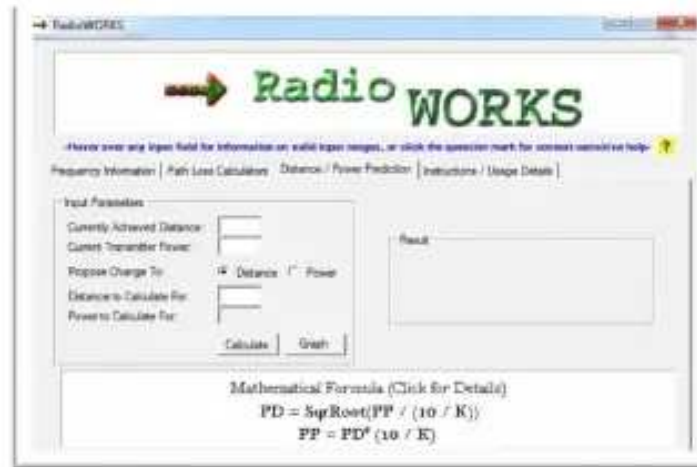 RadioWORKS
Radio WORKS
-Hover over any input field for information on valid input ranges, or click the question mark for context sensitive help- ?
Frequency Information | Path Loss Calculators | Distance / Power Prediction | Instructions / Usage Details
Input Parameters
Currently Achieved Distance:
Current Transmitter Power:
Propose Change To: Distance Power
Distance to Calculate For:
Power to Calculate For:
Calculate Graph
Result
Mathematical Formula (Click for Details)
PD = SqrRoot(PP / (10 / K))
PP = PD² (10 / K)